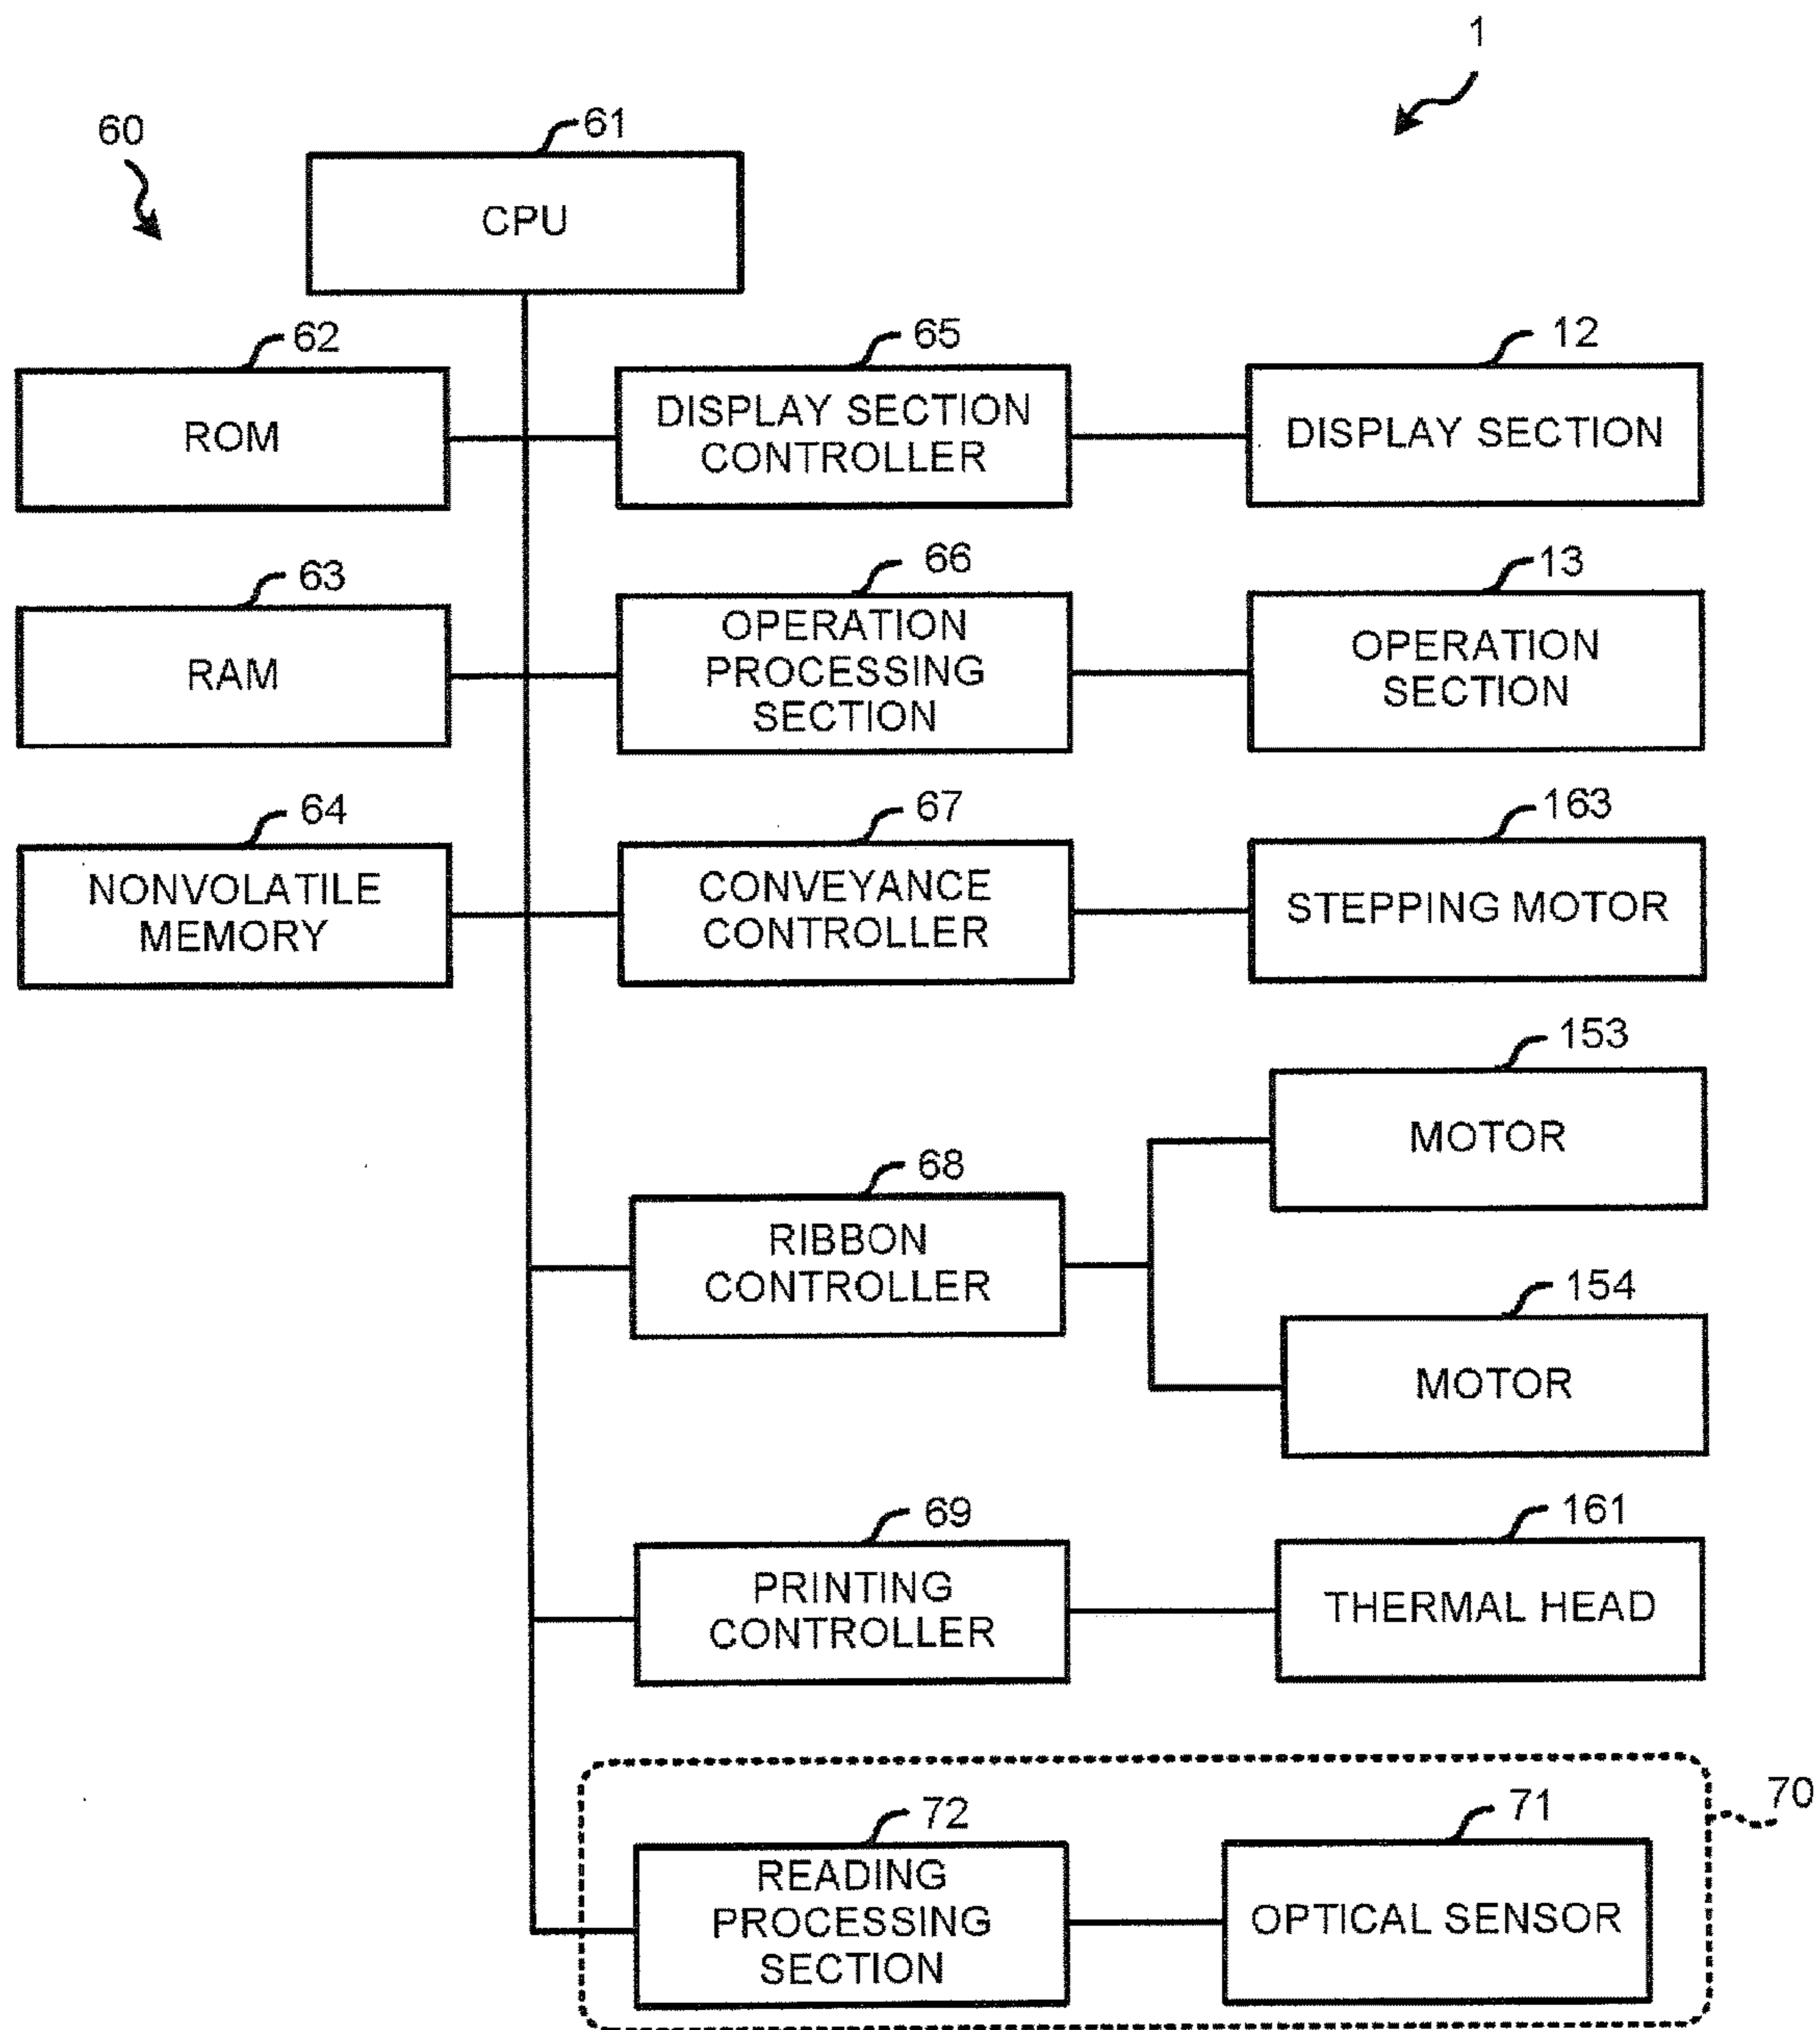 1
60
61
CPU
62
ROM
65
DISPLAY SECTION
CONTROLLER
12
DISPLAY SECTION
63
RAM
66
OPERATION
PROCESSING
SECTION
13
OPERATION
SECTION
64
NONVOLATILE
MEMORY
67
CONVEYANCE
CONTROLLER
163
STEPPING MOTOR
153
MOTOR
68
RIBBON
CONTROLLER
154
MOTOR
69
PRINTING
CONTROLLER
161
THERMAL HEAD
70
72
READING
PROCESSING
SECTION
71
OPTICAL SENSOR